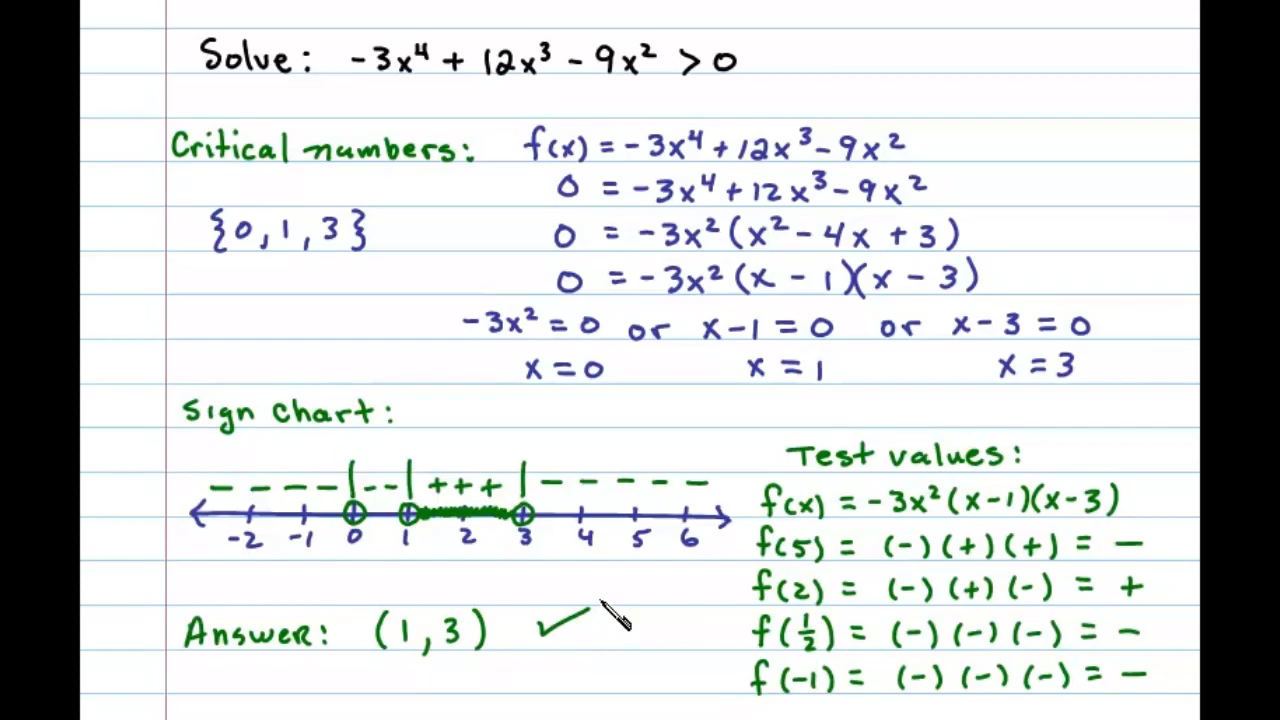 Solve: -3x⁴ + 12x³ - 9x² > 0
Critical numbers: f(x) = -3x⁴ + 12x³ - 9x²
0 = -3x⁴ + 12x³ - 9x²
{0, 1, 3} 0 = -3x²(x² - 4x + 3)
0 = -3x²(x - 1)(x - 3)
-3x² = 0 or x - 1 = 0 or x - 3 = 0
x = 0 x = 1 x = 3
Sign chart:
- - - - | - - | + + + | - - - - -
-2 -1 0 1 2 3 4 5 6
Answer: (1, 3) ✓
Test values:
f(x) = -3x²(x-1)(x-3)
f(5) = (-)(+)(+) = -
f(2) = (-)(+)(-) = +
f(½) = (-)(-)(-) = -
f(-1) = (-)(-)(-) = -